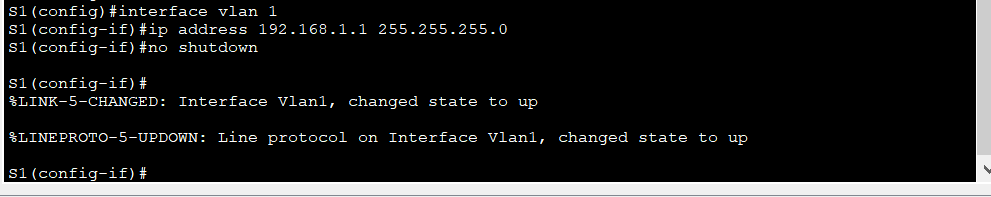 S1(config)#interface vlan 1
S1(config-if)#ip address 192.168.1.1 255.255.255.0
S1(config-if)#no shutdown
S1(config-if)#
%LINK-5-CHANGED: Interface Vlan1, changed state to up
%LINEPROTO-5-UPDOWN: Line protocol on Interface Vlan1, changed state to up
S1(config-if)#